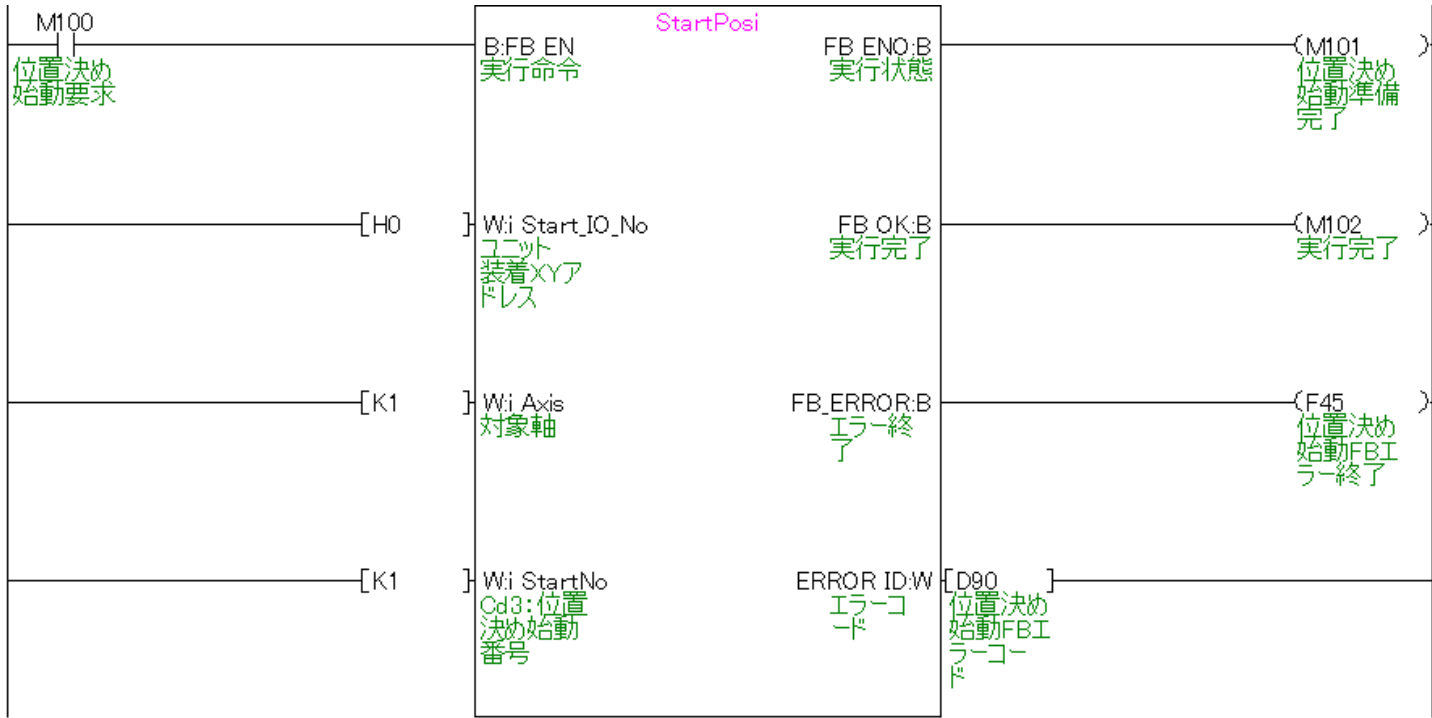 M100
位置決め
始動要求
StartPosi
B:FB_EN
実行命令
FB_ENO:B
実行状態
M101
位置決め
始動準備
完了
H0
W:i_Start_IO_No
ユニット
装着XYア
ドレス
FB_OK:B
実行完了
M102
実行完了
K1
W:i_Axis
対象軸
FB_ERROR:B
エラー終
了
F45
位置決め
始動FBエ
ラー終了
K1
W:i_StartNo
Cd3:位置
決め始動
番号
ERROR_ID:W
エラーコ
ード
D90
位置決め
始動FBエ
ラーコー
ド